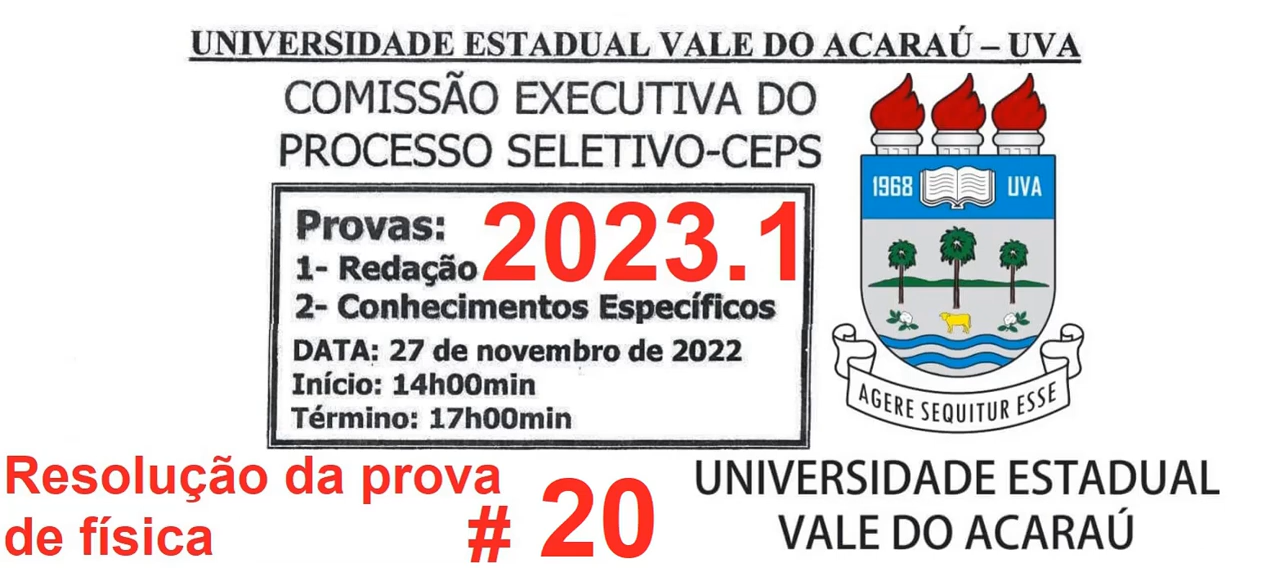 UNIVERSIDADE ESTADUAL VALE DO ACARAÚ – UVA
COMISSÃO EXECUTIVA DO
PROCESSO SELETIVO-CEPS
Provas:
2023.1
1- Redação
2- Conhecimentos Específicos
DATA: 27 de novembro de 2022
Início: 14h00min
Término: 17h00min
1968 UVA
AGERE SEQUITUR ESSE
Resolução da prova
de física
# 20
UNIVERSIDADE ESTADUAL
VALE DO ACARAÚ